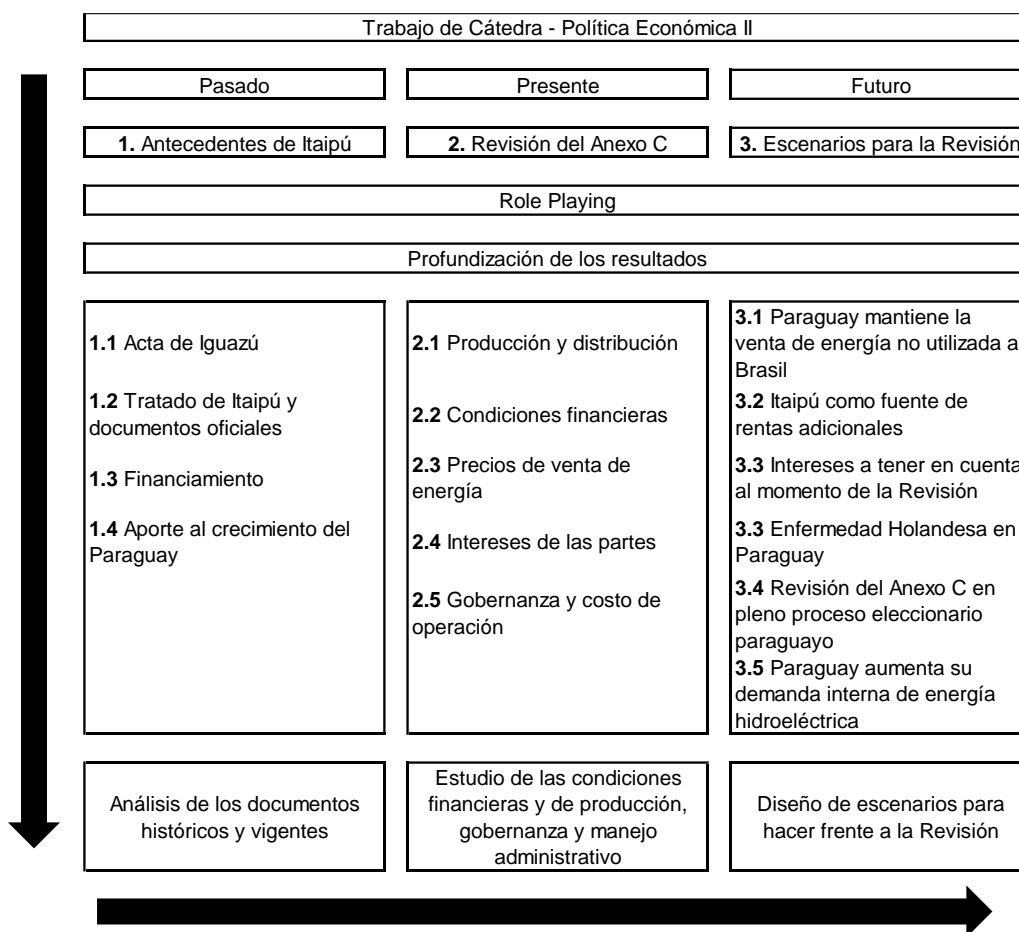 Trabajo de Cátedra - Política Económica II
Pasado
Presente
Futuro
1. Antecedentes de Itaipú
2. Revisión del Anexo C
3. Escenarios para la Revisión
Role Playing
Profundización de los resultados
1.1 Acta de Iguazú
1.2 Tratado de Itaipú y
documentos oficiales
1.3 Financiamiento
1.4 Aporte al crecimiento del
Paraguay
2.1 Producción y distribución
2.2 Condiciones financieras
2.3 Precios de venta de
energía
2.4 Intereses de las partes
2.5 Gobernanza y costo de
operación
3.1 Paraguay mantiene la
venta de energía no utilizada a
Brasil
3.2 Itaipú como fuente de
rentas adicionales
3.3 Intereses a tener en cuenta
al momento de la Revisión
3.3 Enfermedad Holandesa en
Paraguay
3.4 Revisión del Anexo C en
pleno proceso eleccionario
paraguayo
3.5 Paraguay aumenta su
demanda interna de energía
hidroeléctrica
Análisis de los documentos
históricos y vigentes
Estudio de las condiciones
financieras y de producción,
gobernanza y manejo
administrativo
Diseño de escenarios para
hacer frente a la Revisión